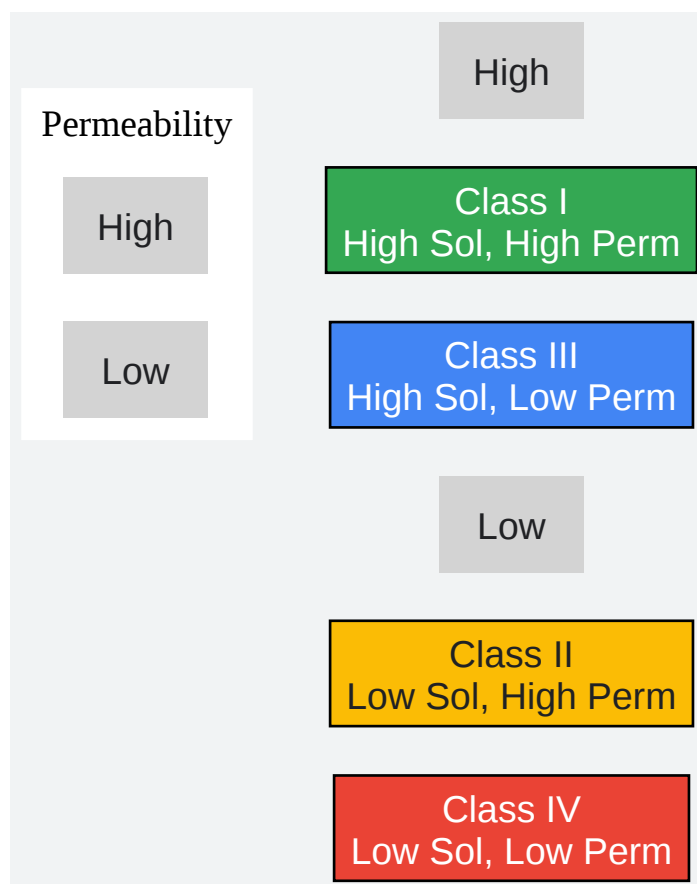 High
Permeability
High
Class I
High Sol, High Perm
Low
Class III
High Sol, Low Perm
Low
Class II
Low Sol, High Perm
Class IV
Low Sol, Low Perm